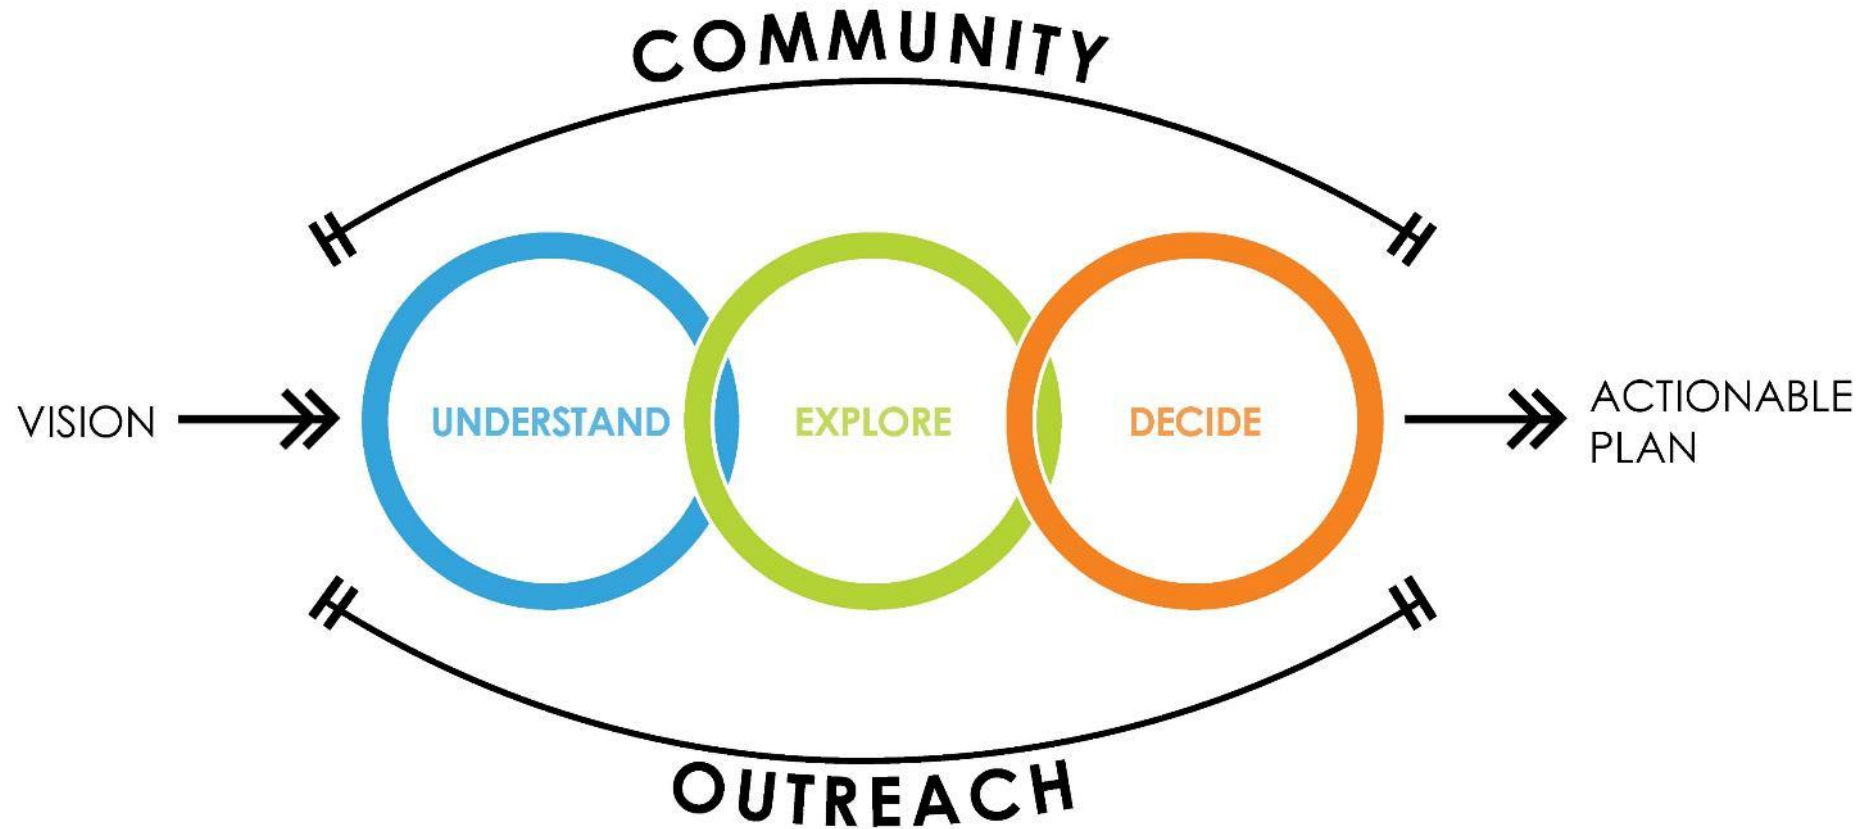 COMMUNITY
VISION
UNDERSTAND
EXPLORE
DECIDE
ACTIONABLE
PLAN
OUTREACH